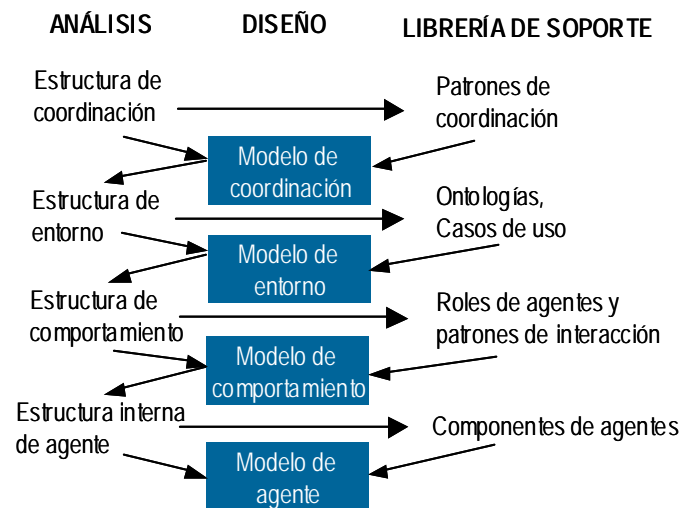 ANÁLISIS
DISEÑO
LIBRERÍA DE SOPORTE
Estructura de
coordinación
Patrones de
coordinación
Modelo de
coordinación
Estructura de
entorno
Ontologías,
Casos de uso
Modelo de
entorno
Estructura de
comportamiento
Roles de agentes y
patrones de interacción
Modelo de
comportamiento
Estructura interna
de agente
Componentes de agentes
Modelo de
agente